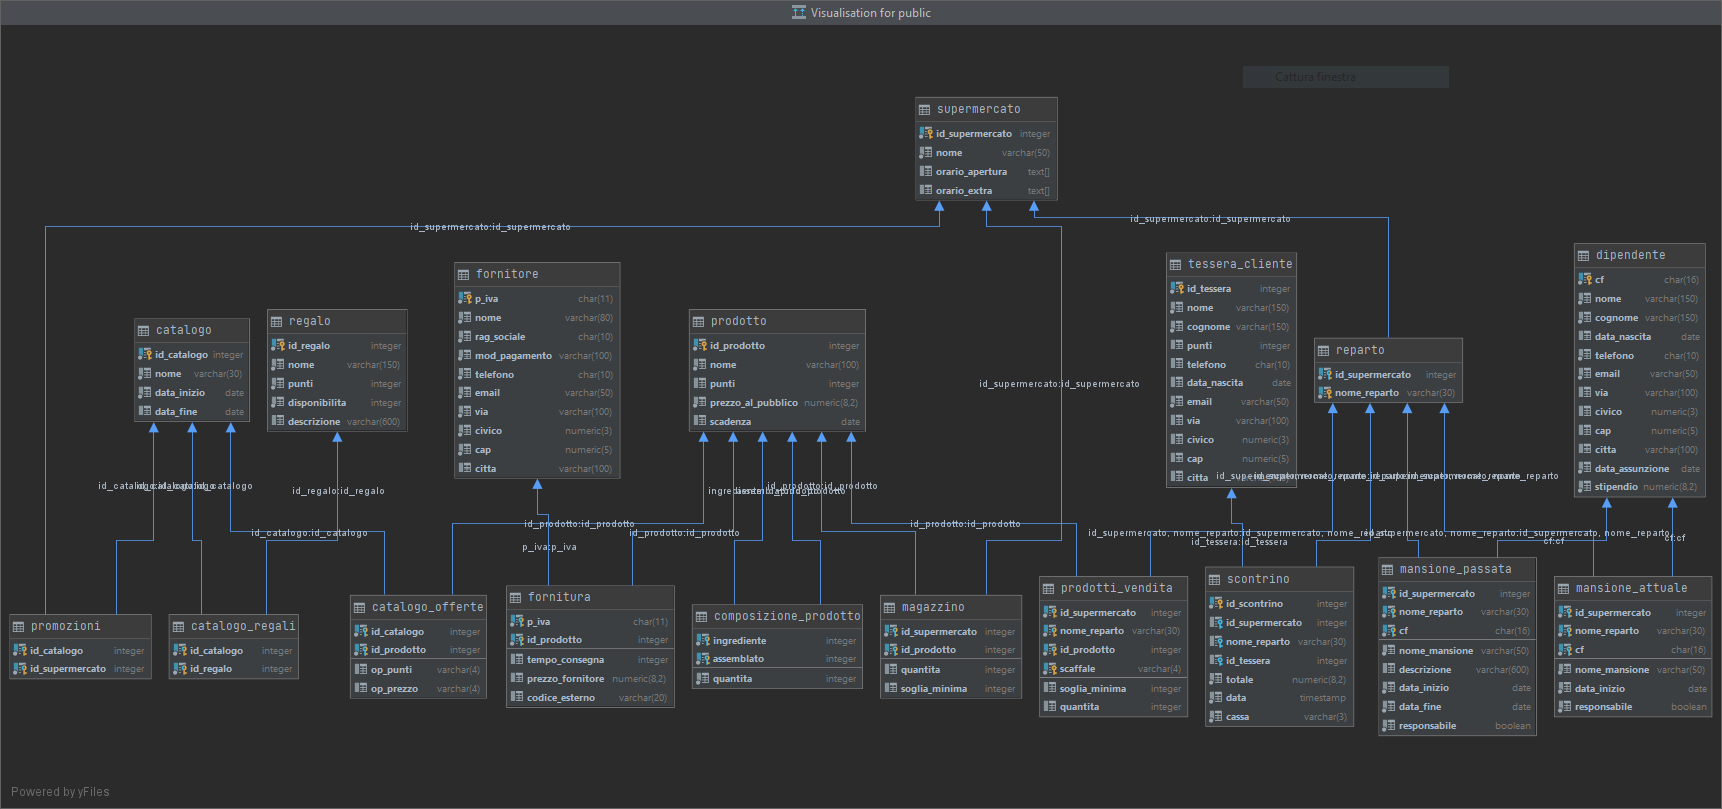 Visualisation for public
Cattura finestra
supermercato
id_supermercato integer
nome varchar(50)
orario_apertura text[]
orario_extra text[]
id_supermercato:id_supermercato
id_supermercato:id_supermercato
id_supermercato:id_supermercato
fornitore
p_iva char(11)
nome varchar(80)
rag_sociale char(10)
mod_pagamento varchar(100)
telefono char(10)
email varchar(50)
via varchar(100)
civico numeric(3)
cap numeric(5)
citta varchar(100)
tessera_cliente
id_tessera integer
nome varchar(150)
cognome varchar(150)
punti integer
telefono char(10)
data_nascita date
email varchar(50)
via varchar(100)
civico numeric(3)
cap numeric(5)
citta
dipendente
cf char(16)
nome varchar(150)
cognome varchar(150)
data_nascita date
telefono char(10)
email varchar(50)
via varchar(100)
civico numeric(3)
cap numeric(5)
citta varchar(100)
data_assunzione date
stipendio numeric(8,2)
catalogo
id_catalogo integer
nome varchar(30)
data_inizio date
data_fine date
regalo
id_regalo integer
nome varchar(150)
punti integer
disponibilita integer
descrizione varchar(600)
prodotto
id_prodotto integer
nome varchar(100)
punti integer
prezzo_al_pubblico numeric(8,2)
scadenza date
reparto
id_supermercato integer
nome_reparto varchar(30)
id_regalo:id_regalo
id_prodotto:id_prodotto
id_catalogo:id_catalogo
id_prodotto:id_prodotto
id_prodotto:id_prodotto
id_prodotto:id_prodotto
p_iva:p_iva
id_tessera:id_tessera
cf:cf
cf:cf
promozioni
id_catalogo integer
id_supermercato integer
catalogo_regali
id_catalogo integer
id_regalo integer
catalogo_offerte
id_catalogo integer
id_prodotto integer
op_punti varchar(4)
op_prezzo varchar(4)
fornitura
p_iva char(11)
id_prodotto integer
tempo_consegna integer
prezzo_fornitore numeric(8,2)
codice_esterno varchar(20)
composizione_prodotto
ingrediente integer
assemblato integer
quantita integer
magazzino
id_supermercato integer
id_prodotto integer
quantita integer
soglia_minima integer
prodotti_vendita
id_supermercato integer
nome_reparto varchar(30)
id_prodotto integer
scaffale varchar(4)
soglia_minima integer
quantita integer
scontrino
id_scontrino integer
id_supermercato integer
nome_reparto varchar(30)
id_tessera integer
totale numeric(8,2)
data timestamp
cassa varchar(3)
mansione_passata
id_supermercato integer
nome_reparto varchar(30)
cf char(16)
nome_mansione varchar(50)
descrizione varchar(600)
data_inizio date
data_fine date
responsabile boolean
mansione_attuale
id_supermercato integer
nome_reparto varchar(30)
cf char(16)
nome_mansione varchar(50)
data_inizio date
responsabile boolean
Powered by yFiles